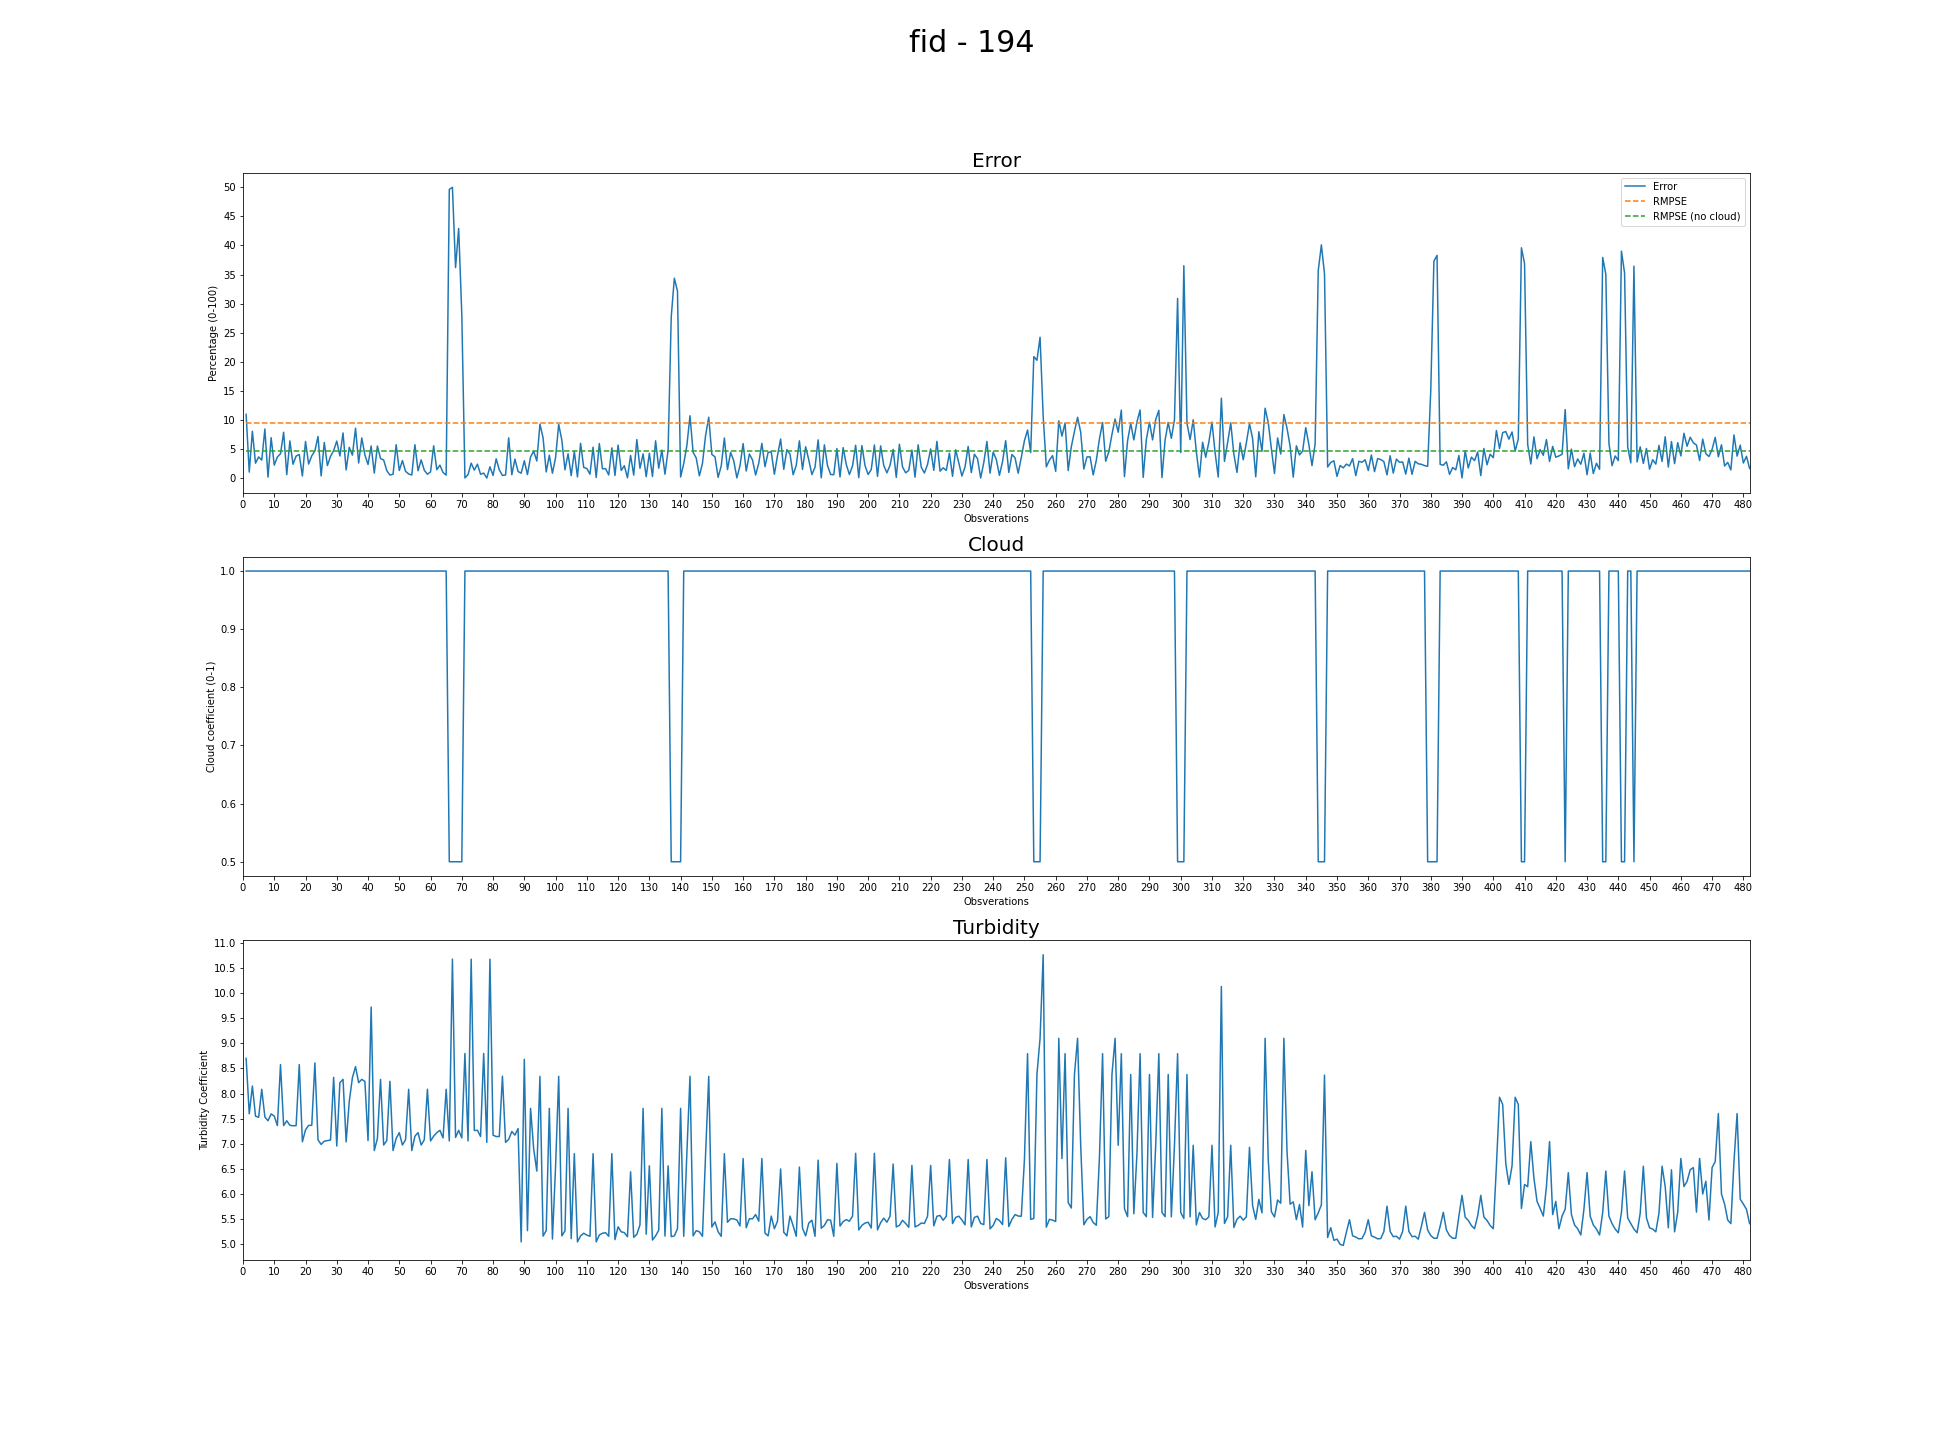 fid - 194
Error
Percentage (0-100)
50
45
40
35
30
25
20
15
10
5
0
Error
RMPSE
RMPSE (no cloud)
0 10 20 30 40 50 60 70 80 90 100 110 120 130 140 150 160 170 180 190 200 210 220 230 240 250 260 270 280 290 300 310 320 330 340 350 360 370 380 390 400 410 420 430 440 450 460 470 480
Obsverations
Cloud
Cloud coefficient (0-1)
1.0
0.9
0.8
0.7
0.6
0.5
0 10 20 30 40 50 60 70 80 90 100 110 120 130 140 150 160 170 180 190 200 210 220 230 240 250 260 270 280 290 300 310 320 330 340 350 360 370 380 390 400 410 420 430 440 450 460 470 480
Obsverations
Turbidity
Turbidity Coefficient
11.0
10.5
10.0
9.5
9.0
8.5
8.0
7.5
7.0
6.5
6.0
5.5
5.0
0 10 20 30 40 50 60 70 80 90 100 110 120 130 140 150 160 170 180 190 200 210 220 230 240 250 260 270 280 290 300 310 320 330 340 350 360 370 380 390 400 410 420 430 440 450 460 470 480
Obsverations